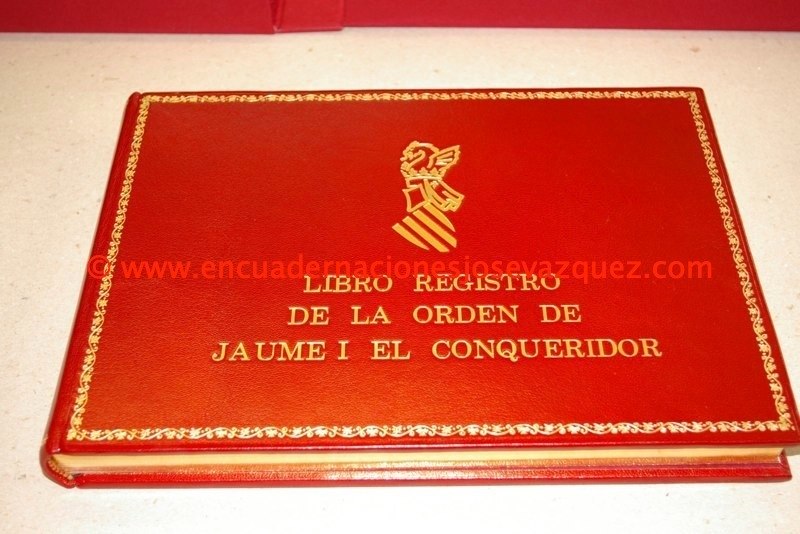 © www.encuadernacionesjosevazquez.com
LIBRO REGISTRO
DE LA ORDEN DE
JAUME I EL CONQUERIDOR